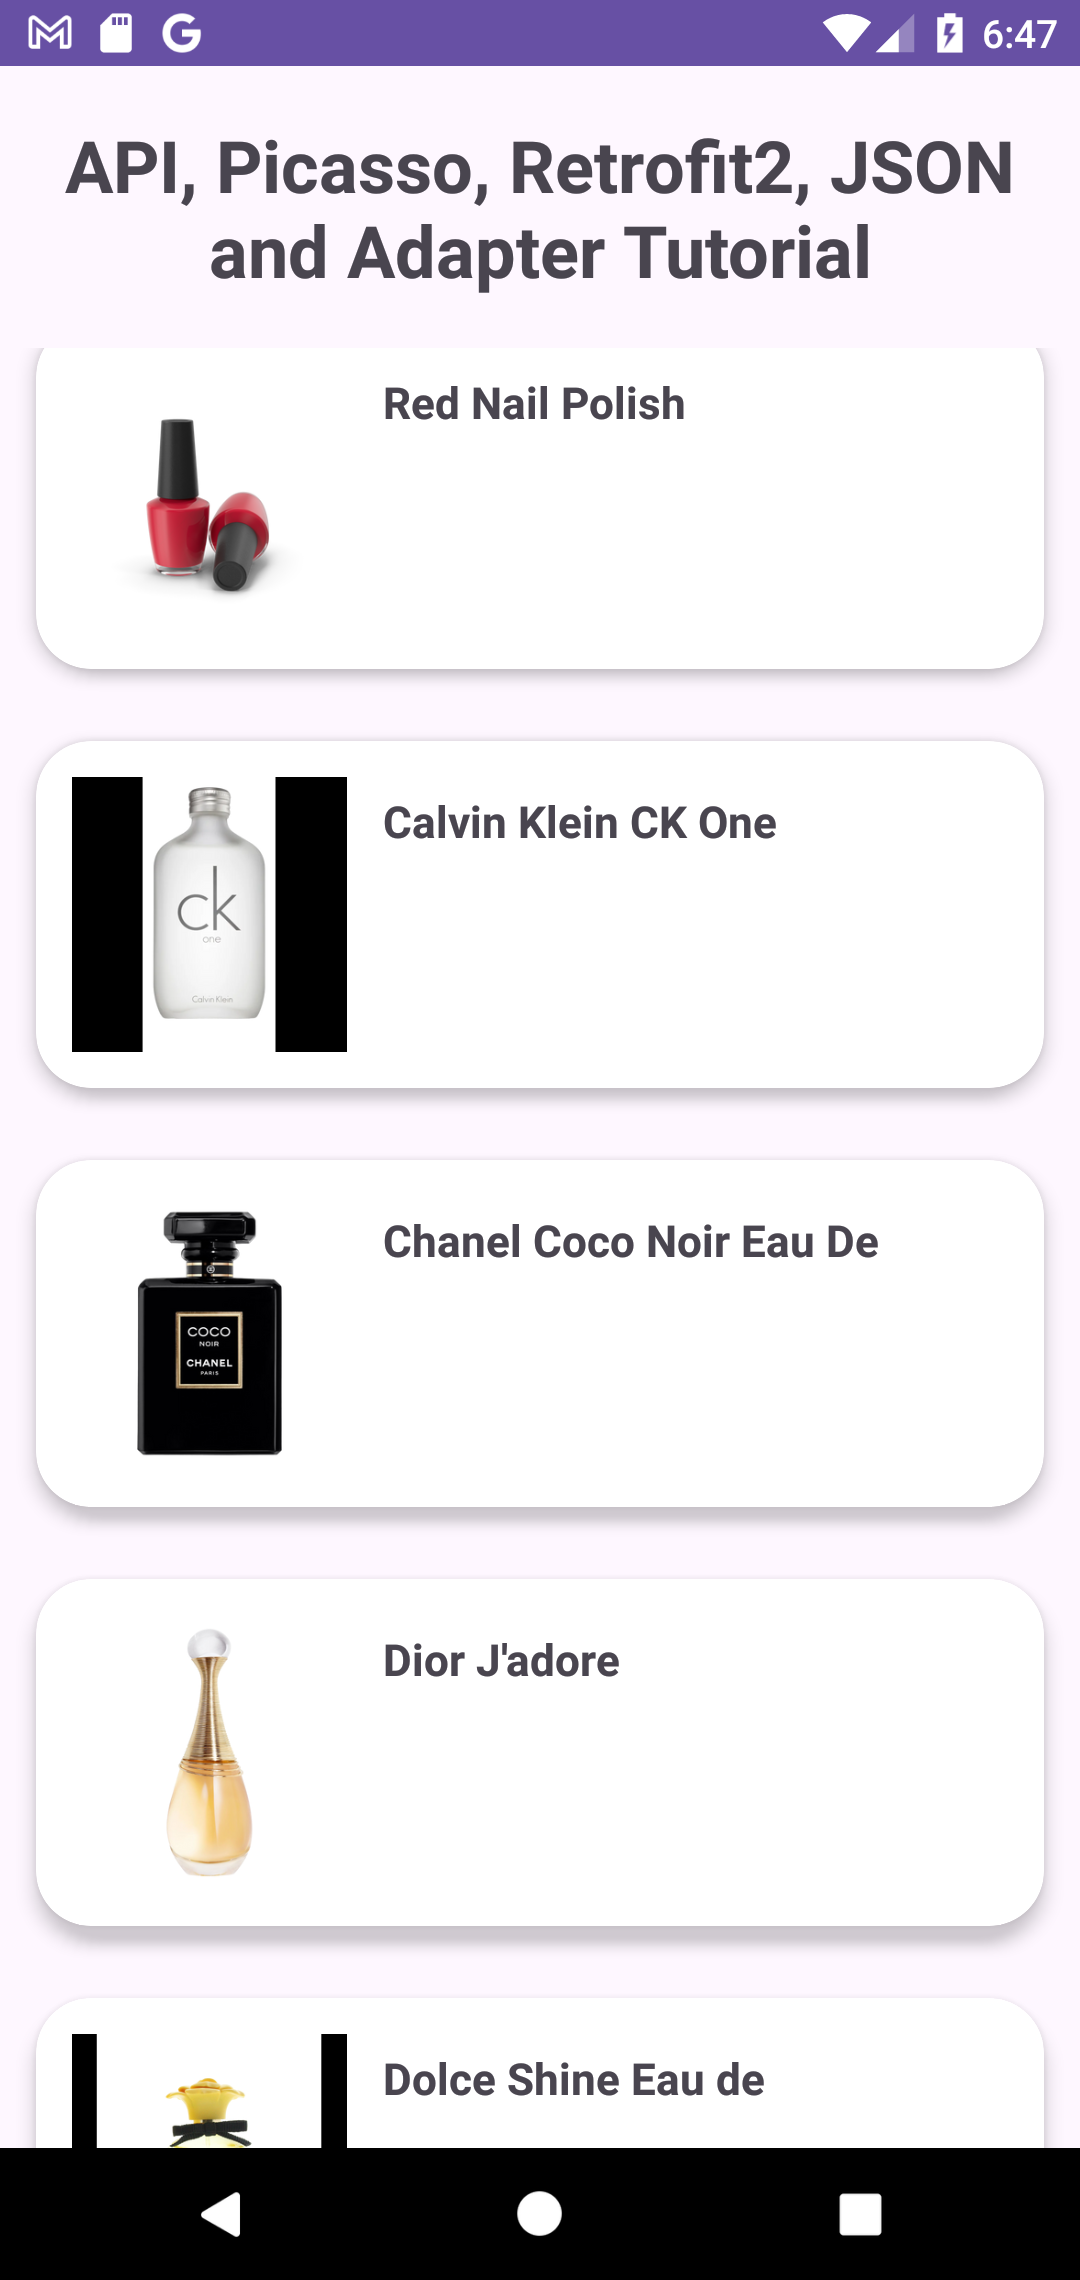 6:47
API, Picasso, Retrofit2, JSON
and Adapter Tutorial
Red Nail Polish
Calvin Klein CK One
ck
one
Calvin Klein
Chanel Coco Noir Eau De
COCO
NOIR
CHANEL
PARIS
Dior J'adore
Dolce Shine Eau de